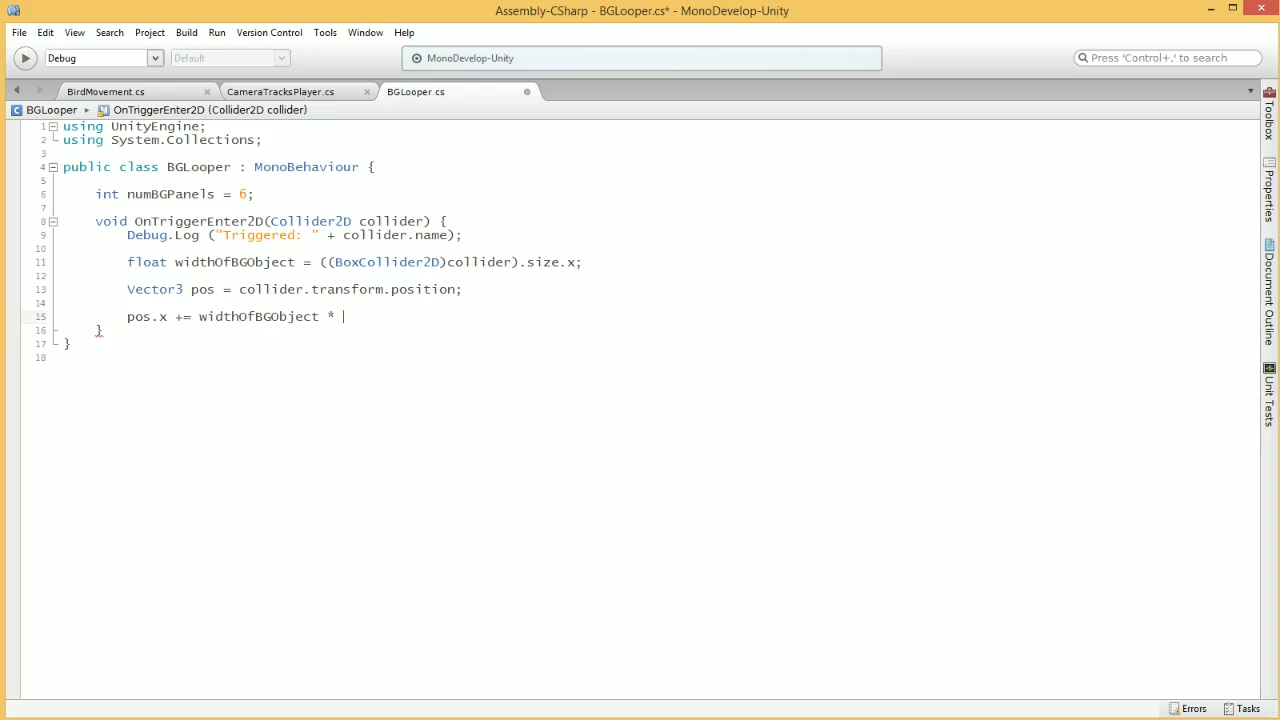 Assembly-CSharp - BGLooper.cs* - MonoDevelop-Unity
File Edit View Search Project Build Run Version Control Tools Window Help
Debug Default MonoDevelop-Unity Press 'Control+,' to search
BirdMovement.cs × CameraTracksPlayer.cs × BGLooper.cs
BGLooper ▸ OnTriggerEnter2D (Collider2D collider)
1 using UnityEngine;
2 using System.Collections;
3
4 public class BGLooper : MonoBehaviour {
5
6 int numBGPanels = 6;
7
8 void OnTriggerEnter2D(Collider2D collider) {
9 Debug.Log ("Triggered: " + collider.name);
10
11 float widthOfBGObject = ((BoxCollider2D)collider).size.x;
12
13 Vector3 pos = collider.transform.position;
14
15 pos.x += widthOfBGObject *
16 }
17 }
18
Toolbox
Properties
Document Outline
Unit Tests
Errors Tasks